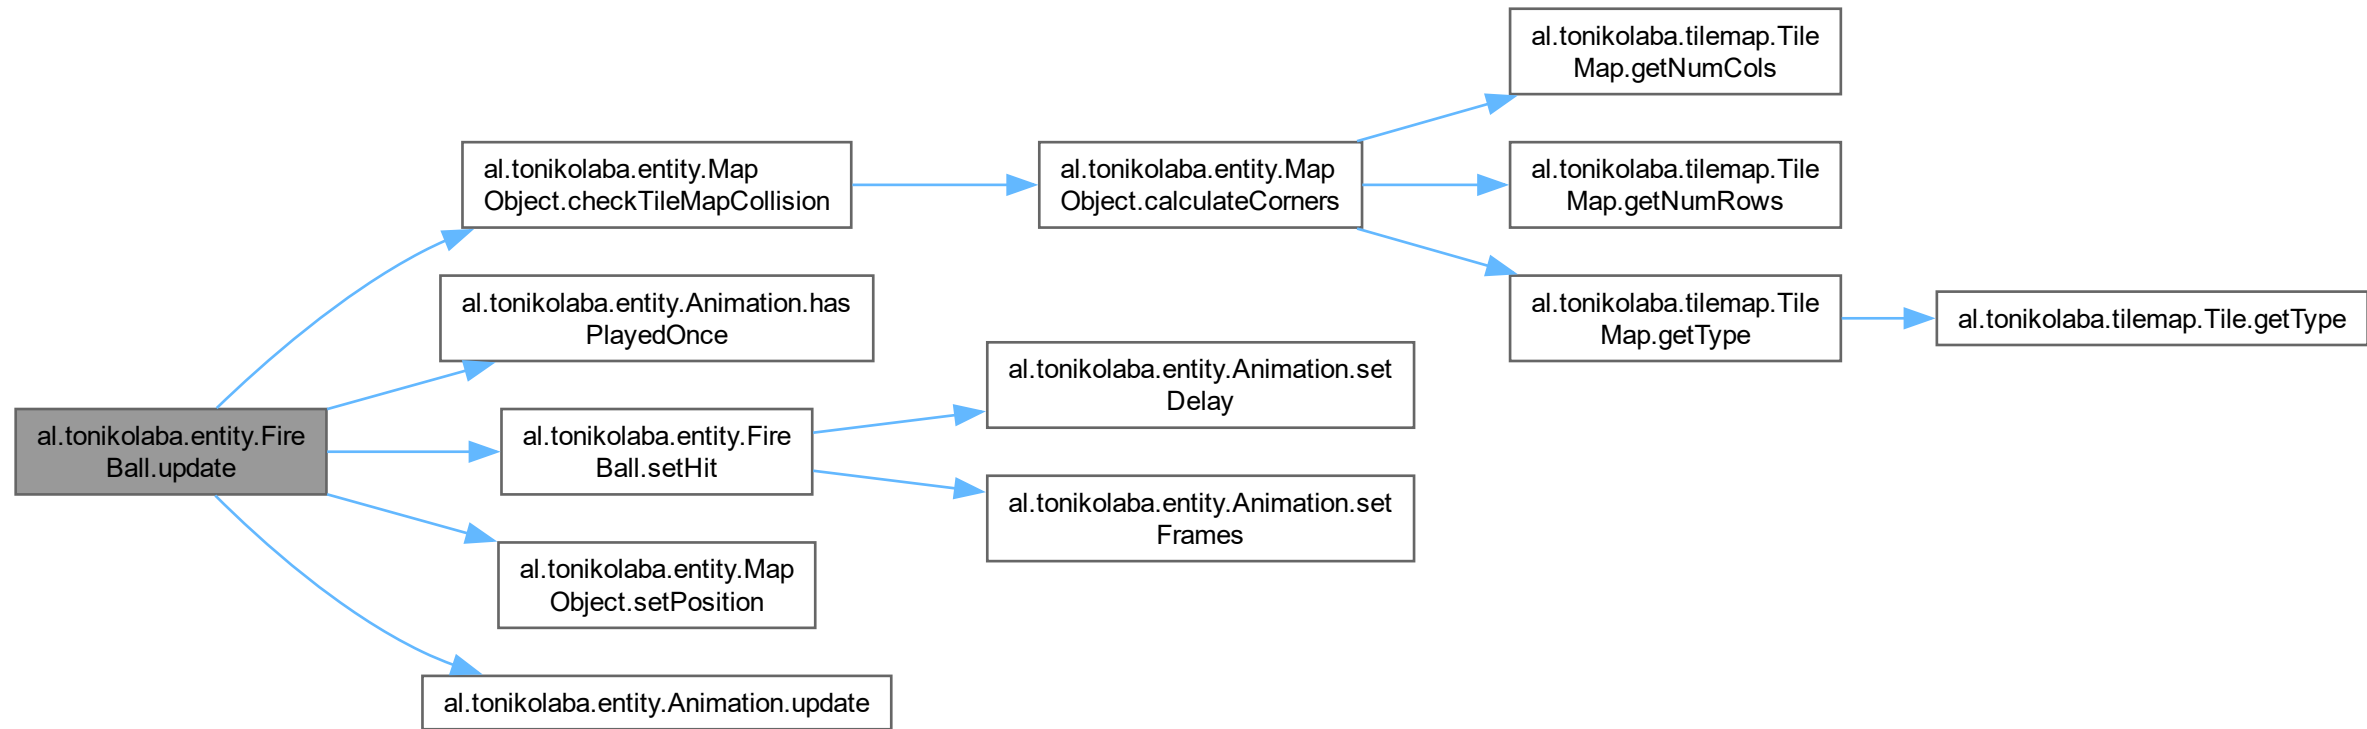 al.tonikolaba.entity.Fire
Ball.update
al.tonikolaba.entity.Map
Object.checkTileMapCollision
al.tonikolaba.entity.Animation.has
PlayedOnce
al.tonikolaba.entity.Fire
Ball.setHit
al.tonikolaba.entity.Map
Object.setPosition
al.tonikolaba.entity.Animation.update
al.tonikolaba.entity.Map
Object.calculateCorners
al.tonikolaba.entity.Animation.set
Delay
al.tonikolaba.entity.Animation.set
Frames
al.tonikolaba.tilemap.Tile
Map.getNumCols
al.tonikolaba.tilemap.Tile
Map.getNumRows
al.tonikolaba.tilemap.Tile
Map.getType
al.tonikolaba.tilemap.Tile.getType